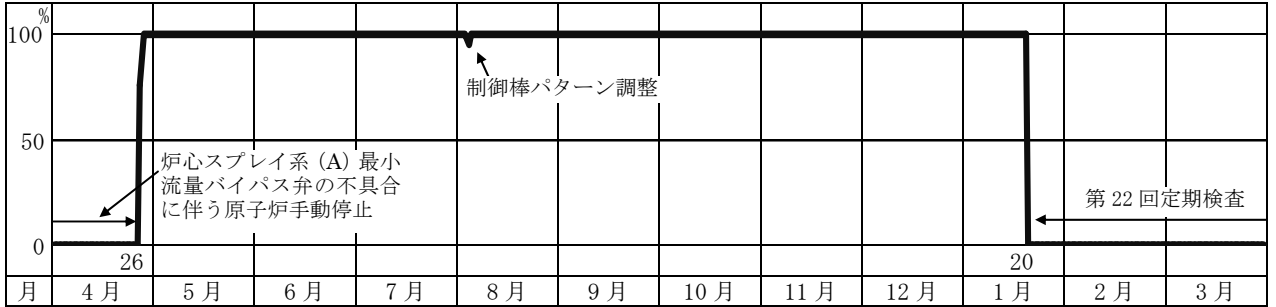 %
100
制御棒パターン調整
50
炉心スプレイ系 (A) 最小
流量バイパス弁の不具合
に伴う原子炉手動停止
第 22 回定期検査
0
26
20
月 4 月 5 月 6 月 7 月 8 月 9 月 10 月 11 月 12 月 1 月 2 月 3 月